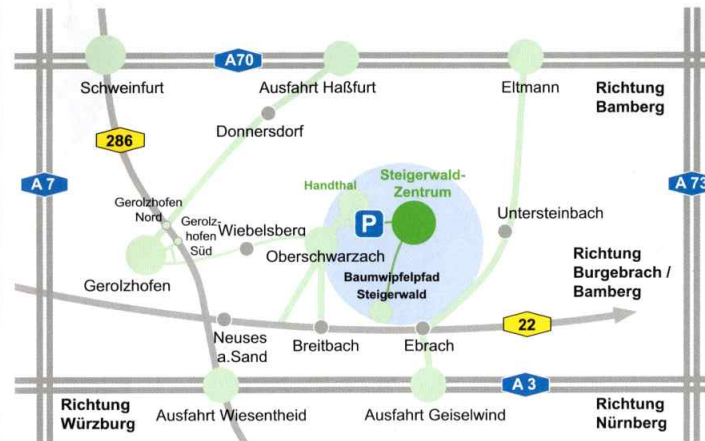 A70
Schweinfurt
Ausfahrt Haßfurt
Eltmann
Richtung
Bamberg
Donnersdorf
286
A 7
A 73
Steigerwald-
Zentrum
Handthal
P
Gerolzhofen
Nord
Gerolz-
hofen
Süd
Wiebelsberg
Oberschwarzach
Untersteinbach
Gerolzhofen
Baumwipfelpfad
Steigerwald
Richtung
Burgebrach /
Bamberg
22
Neuses
a.Sand
Breitbach
Ebrach
A 3
Richtung
Würzburg
Ausfahrt Wiesentheid
Ausfahrt Geiselwind
Richtung
Nürnberg